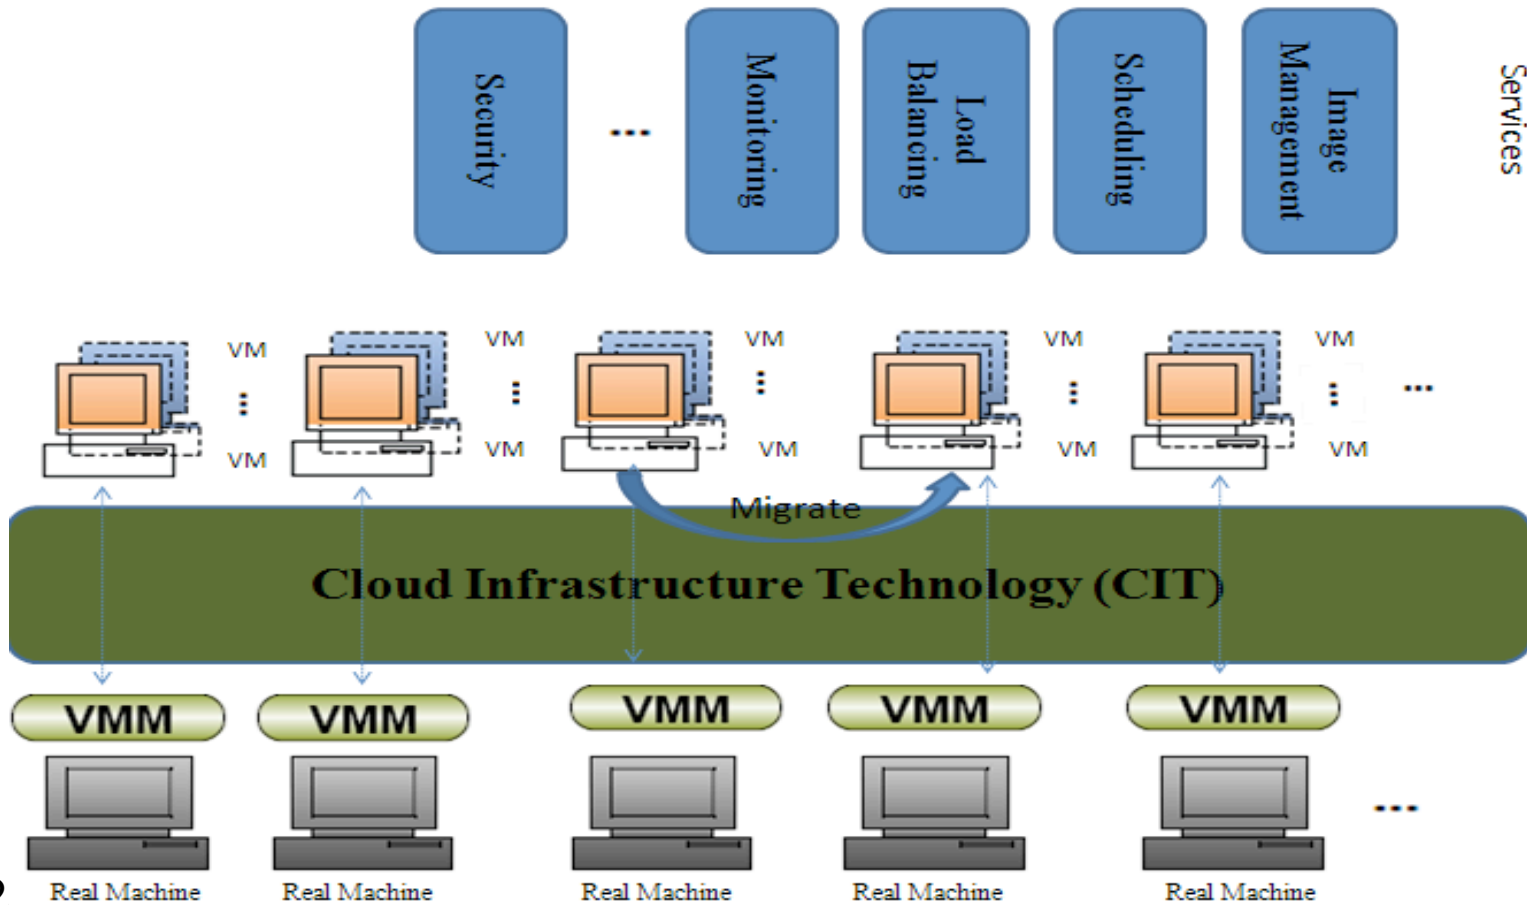 Security
...
Monitoring
Load
Balancing
Scheduling
Image
Management
Services
VM
VM
VM
VM
VM
...
...
...
...
...
...
VM
VM
VM
VM
VM
Migrate
Cloud Infrastructure Technology (CIT)
VMM
VMM
VMM
VMM
VMM
...
Real Machine
Real Machine
Real Machine
Real Machine
Real Machine